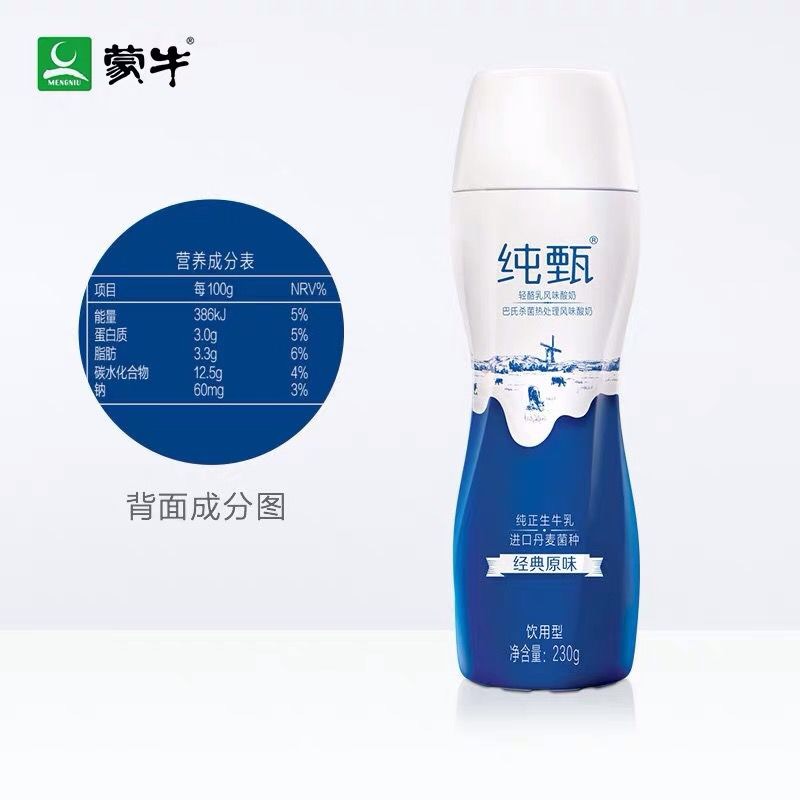 MENGNIU
蒙牛®
营养成分表
项目 每100g NRV%
能量 386kJ 5%
蛋白质 3.0g 5%
脂肪 3.3g 6%
碳水化合物 12.5g 4%
钠 60mg 3%
背面成分图
纯甄®
轻酪乳风味酸奶
巴氏杀菌热处理风味酸奶
纯正生牛乳
进口丹麦菌种
经典原味
饮用型
净含量：230g